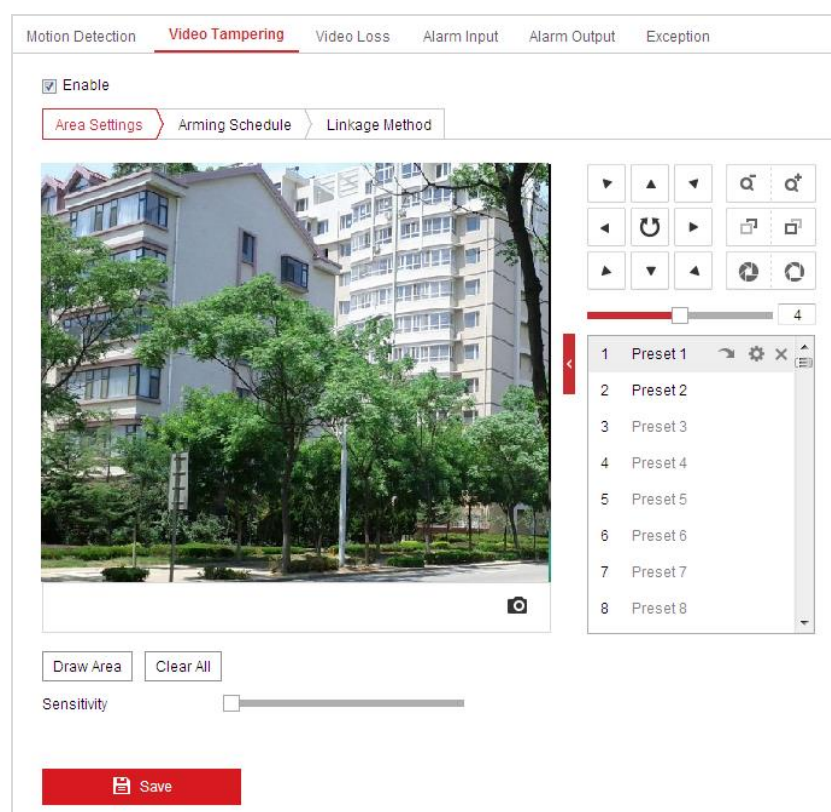 Motion Detection Video Tampering Video Loss Alarm Input Alarm Output Exception
Enable
Area Settings Arming Schedule Linkage Method
4
1 Preset 1
2 Preset 2
3 Preset 3
4 Preset 4
5 Preset 5
6 Preset 6
7 Preset 7
8 Preset 8
Draw Area Clear All
Sensitivity
Save